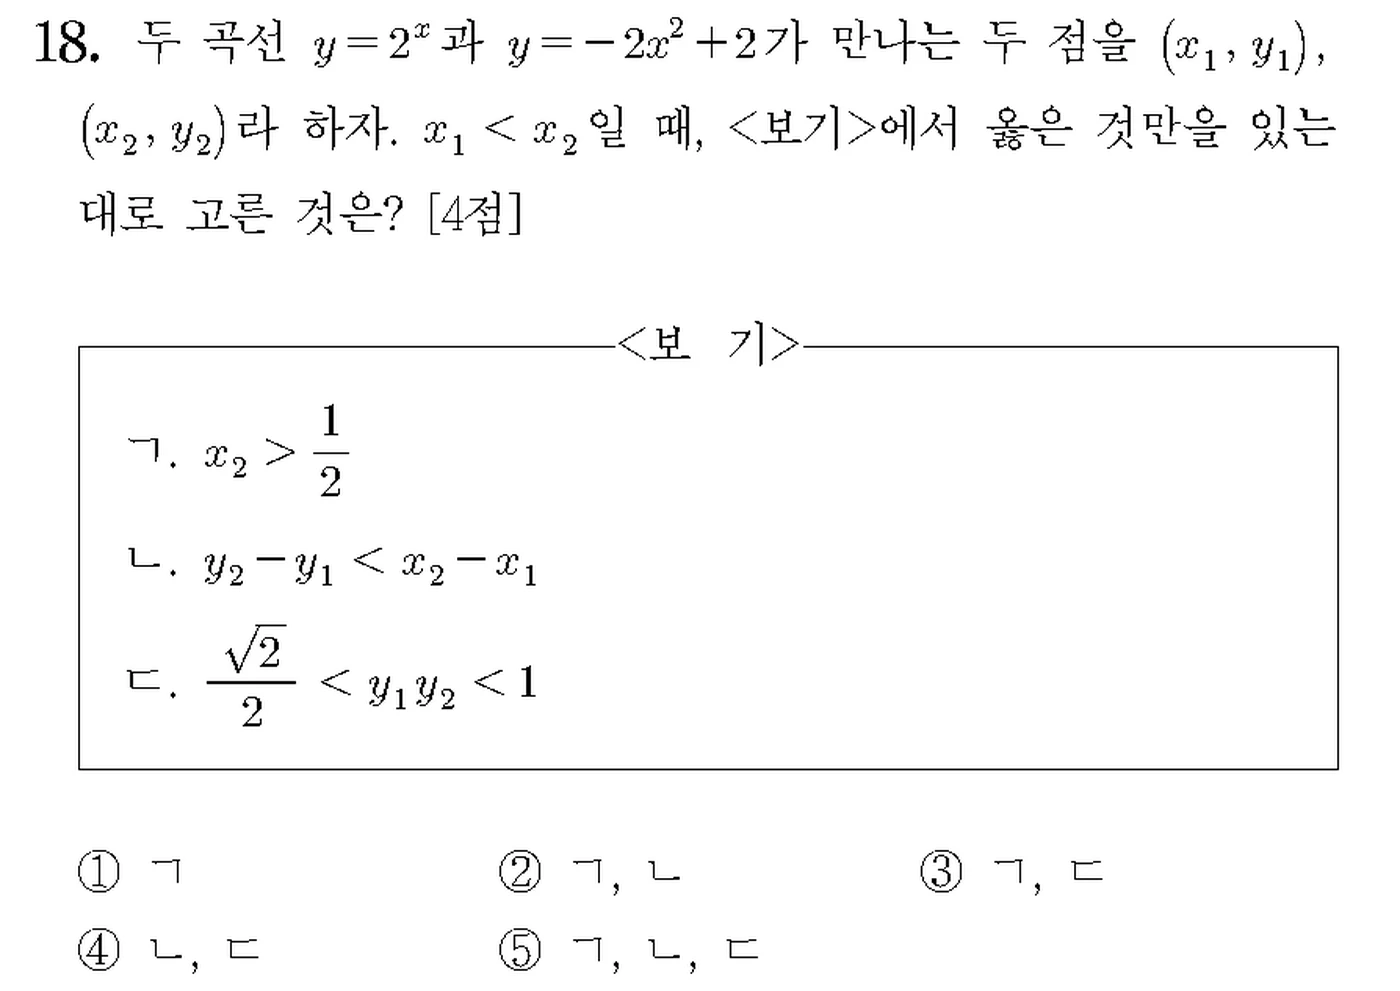 18. 두 곡선 y=2^x과 y=-2x^2+2가 만나는 두 점을 (x_1, y_1),
(x_2, y_2)라 하자. x_1 < x_2일 때, <보기>에서 옳은 것만을 있는
대로 고른 것은? [4점]
<보 기>
ㄱ. x_2 > 1/2
ㄴ. y_2-y_1 < x_2-x_1
ㄷ. √2/2 < y_1y_2 < 1
① ㄱ ② ㄱ, ㄴ ③ ㄱ, ㄷ
④ ㄴ, ㄷ ⑤ ㄱ, ㄴ, ㄷ